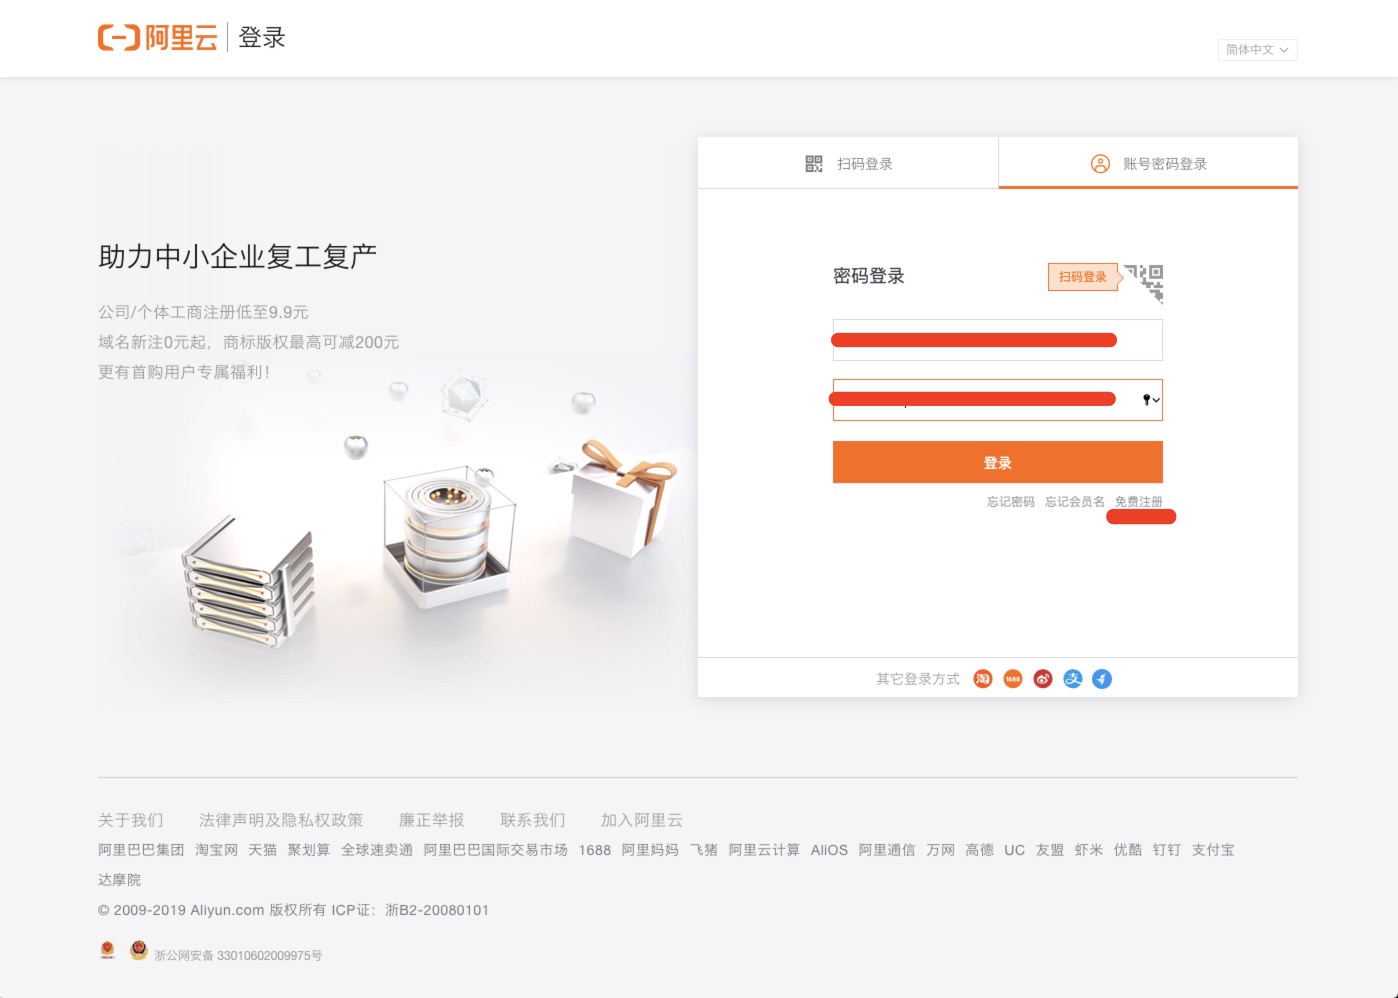 阿里云 登录
简体中文
扫码登录
账号密码登录
助力中小企业复工复产
公司/个体工商注册低至9.9元
域名新注0元起，商标版权最高可减200元
更有首购用户专属福利！
密码登录
扫码登录
登录
忘记密码 忘记会员名 免费注册
其它登录方式
淘
1688
支
关于我们 法律声明及隐私权政策 廉正举报 联系我们 加入阿里云
阿里巴巴集团 淘宝网 天猫 聚划算 全球速卖通 阿里巴巴国际交易市场 1688 阿里妈妈 飞猪 阿里云计算 AliOS 阿里通信 万网 高德 UC 友盟 虾米 优酷 钉钉 支付宝
达摩院
© 2009-2019 Aliyun.com 版权所有 ICP证：浙B2-20080101
浙公网安备 33010602009975号